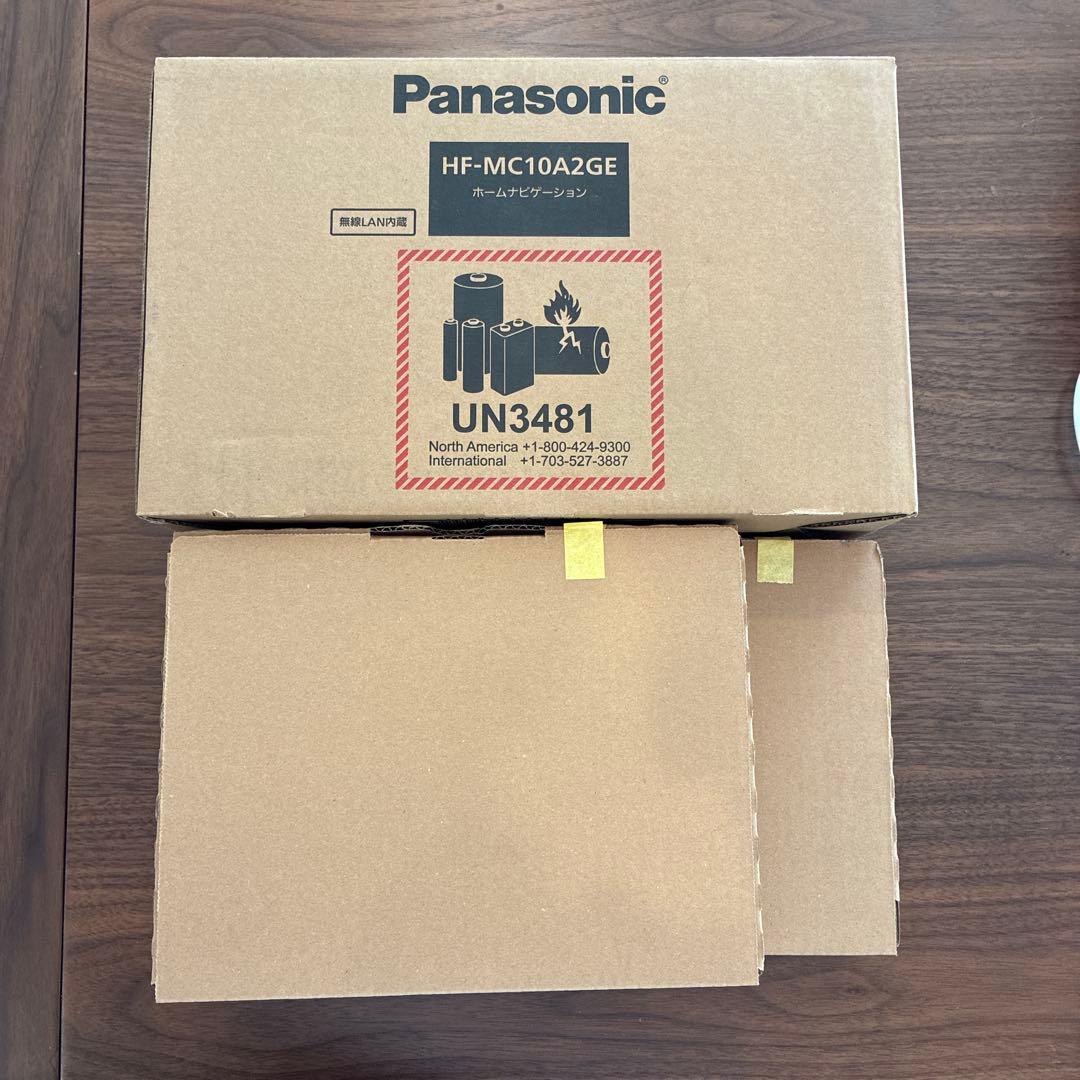 Panasonic®
HF-MC10A2GE
ホームナビゲーション
無線LAN内蔵
UN3481
North America +1-800-424-9300
International +1-703-527-3887